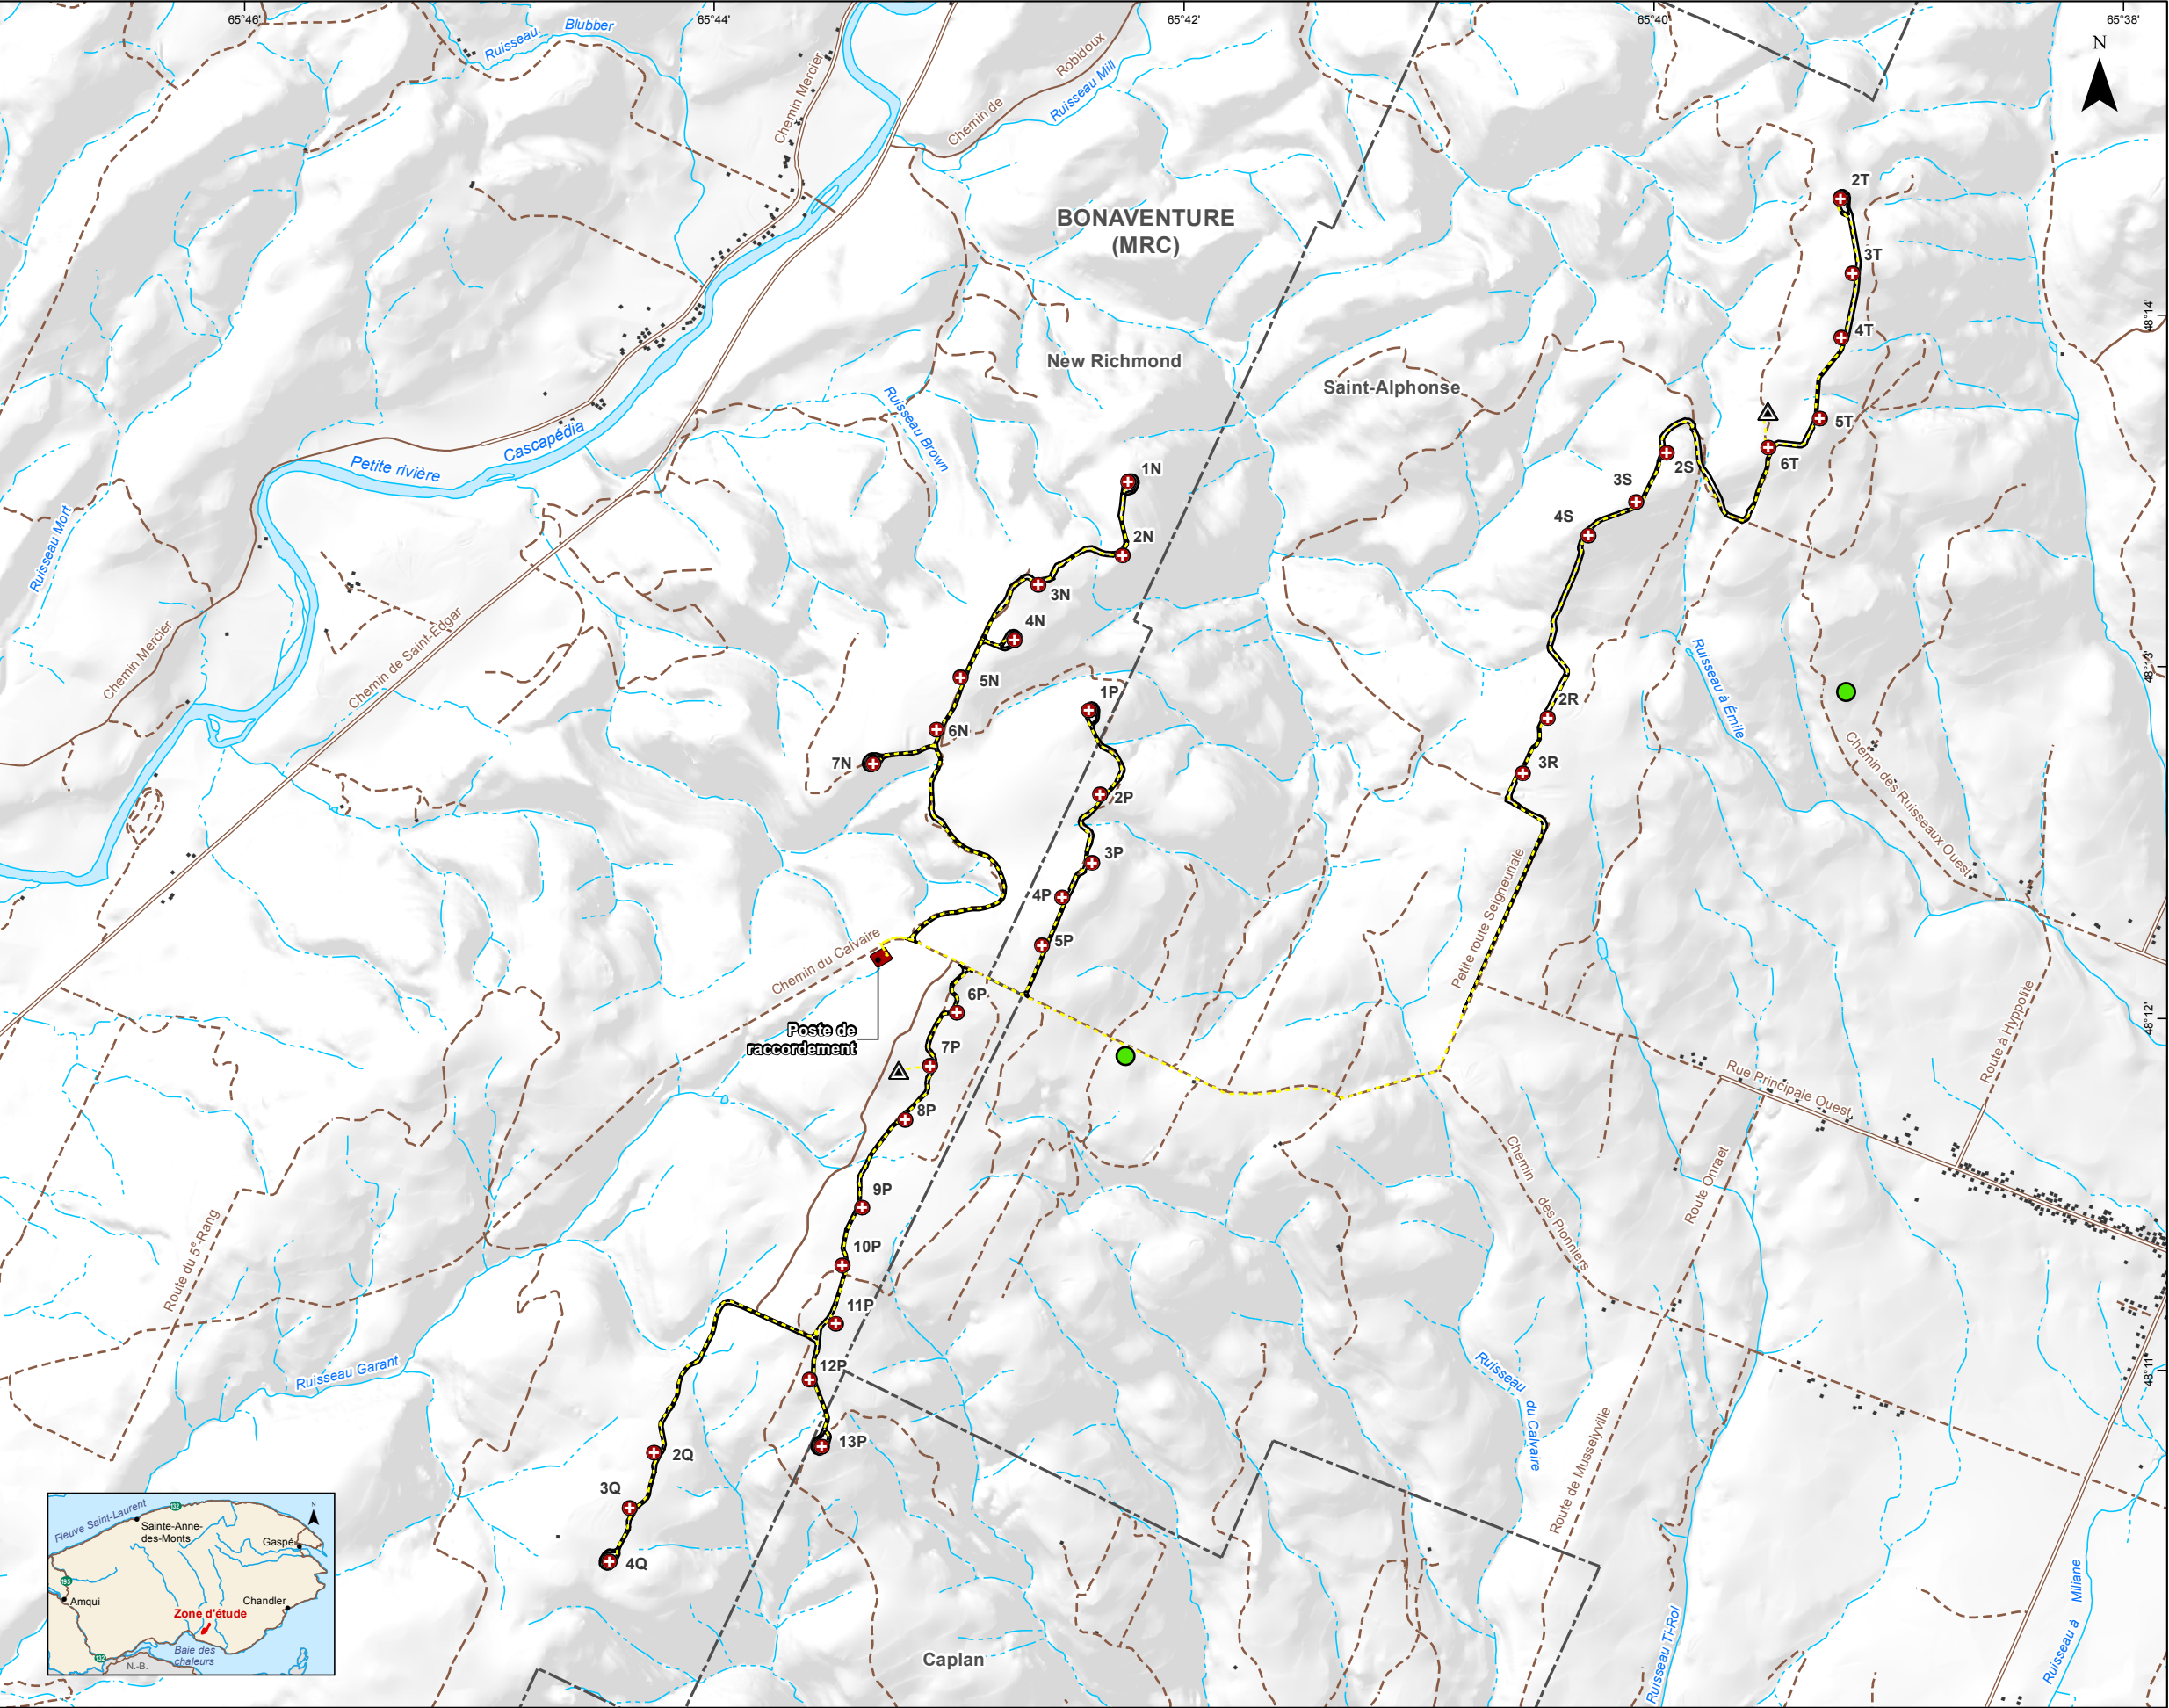 65°46'
65°44'
65°42'
65°40'
65°38'
N
Ruisseau Blubber
Chemin Mercier
Chemin de Robidoux
Ruisseau Mill
BONAVENTURE
(MRC)
2T
3T
48°14'
4T
New Richmond
Saint-Alphonse
5T
6T
Ruisseau Brown
Petite rivière Cascapédia
1N
2S
3S
4S
2N
3N
4N
Ruisseau Mort
Chemin Mercier
Chemin de Saint-Edgar
5N
1P
48°13'
Ruisseau à Émile
2R
6N
7N
3R
2P
Chemin des Ruisseaux Ouest
3P
4P
Petite route Seigneuriale
5P
Chemin du Calvaire
6P
Poste de
raccordement
7P
48°12'
Route à Hyppolite
Rue Principale Ouest
8P
Chemin des Pionniers
Route Onraet
9P
Route du 5e-Rang
10P
11P
Ruisseau Garant
12P
48°11'
Ruisseau du Calvaire
13P
2Q
3Q
4Q
Route de Musselyville
Ruisseau Ti-Rol
Ruisseau à Miliane
Caplan
Fleuve Saint-Laurent
132
N
Sainte-Anne-
des-Monts
Gaspé
195
Amqui
Chandler
Zone d'étude
Baie des
chaleurs
132
N.-B.